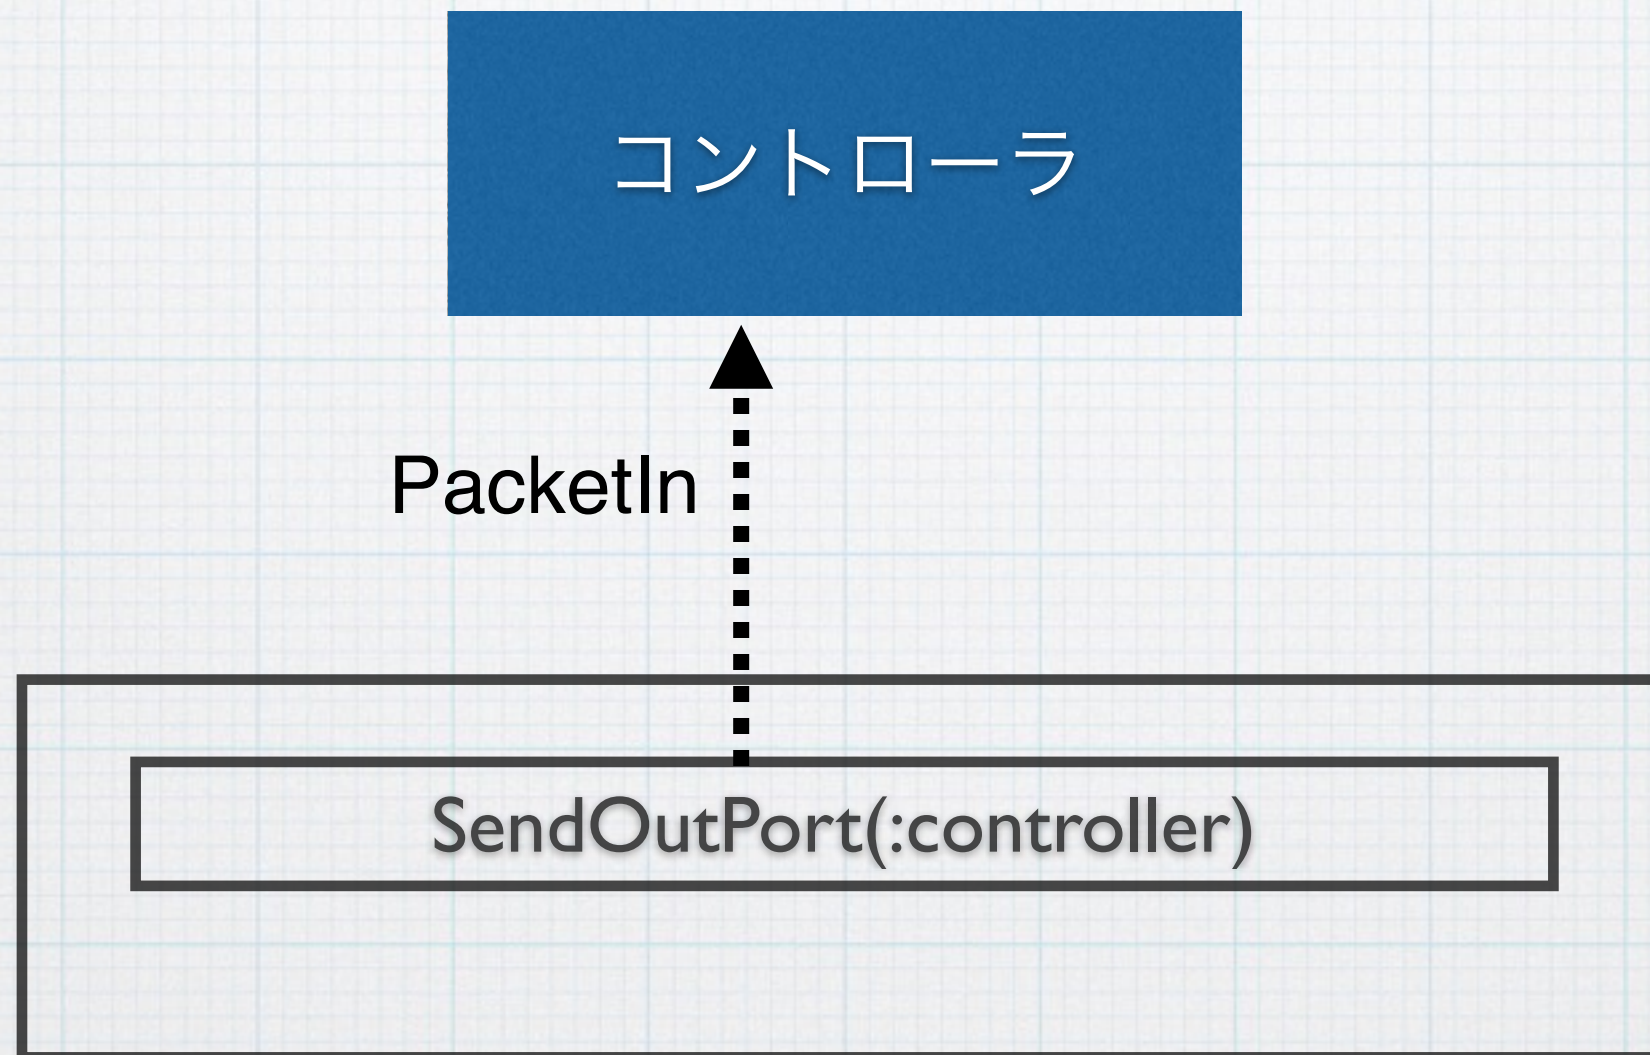 コントローラ
PacketIn
SendOutPort(:controller)